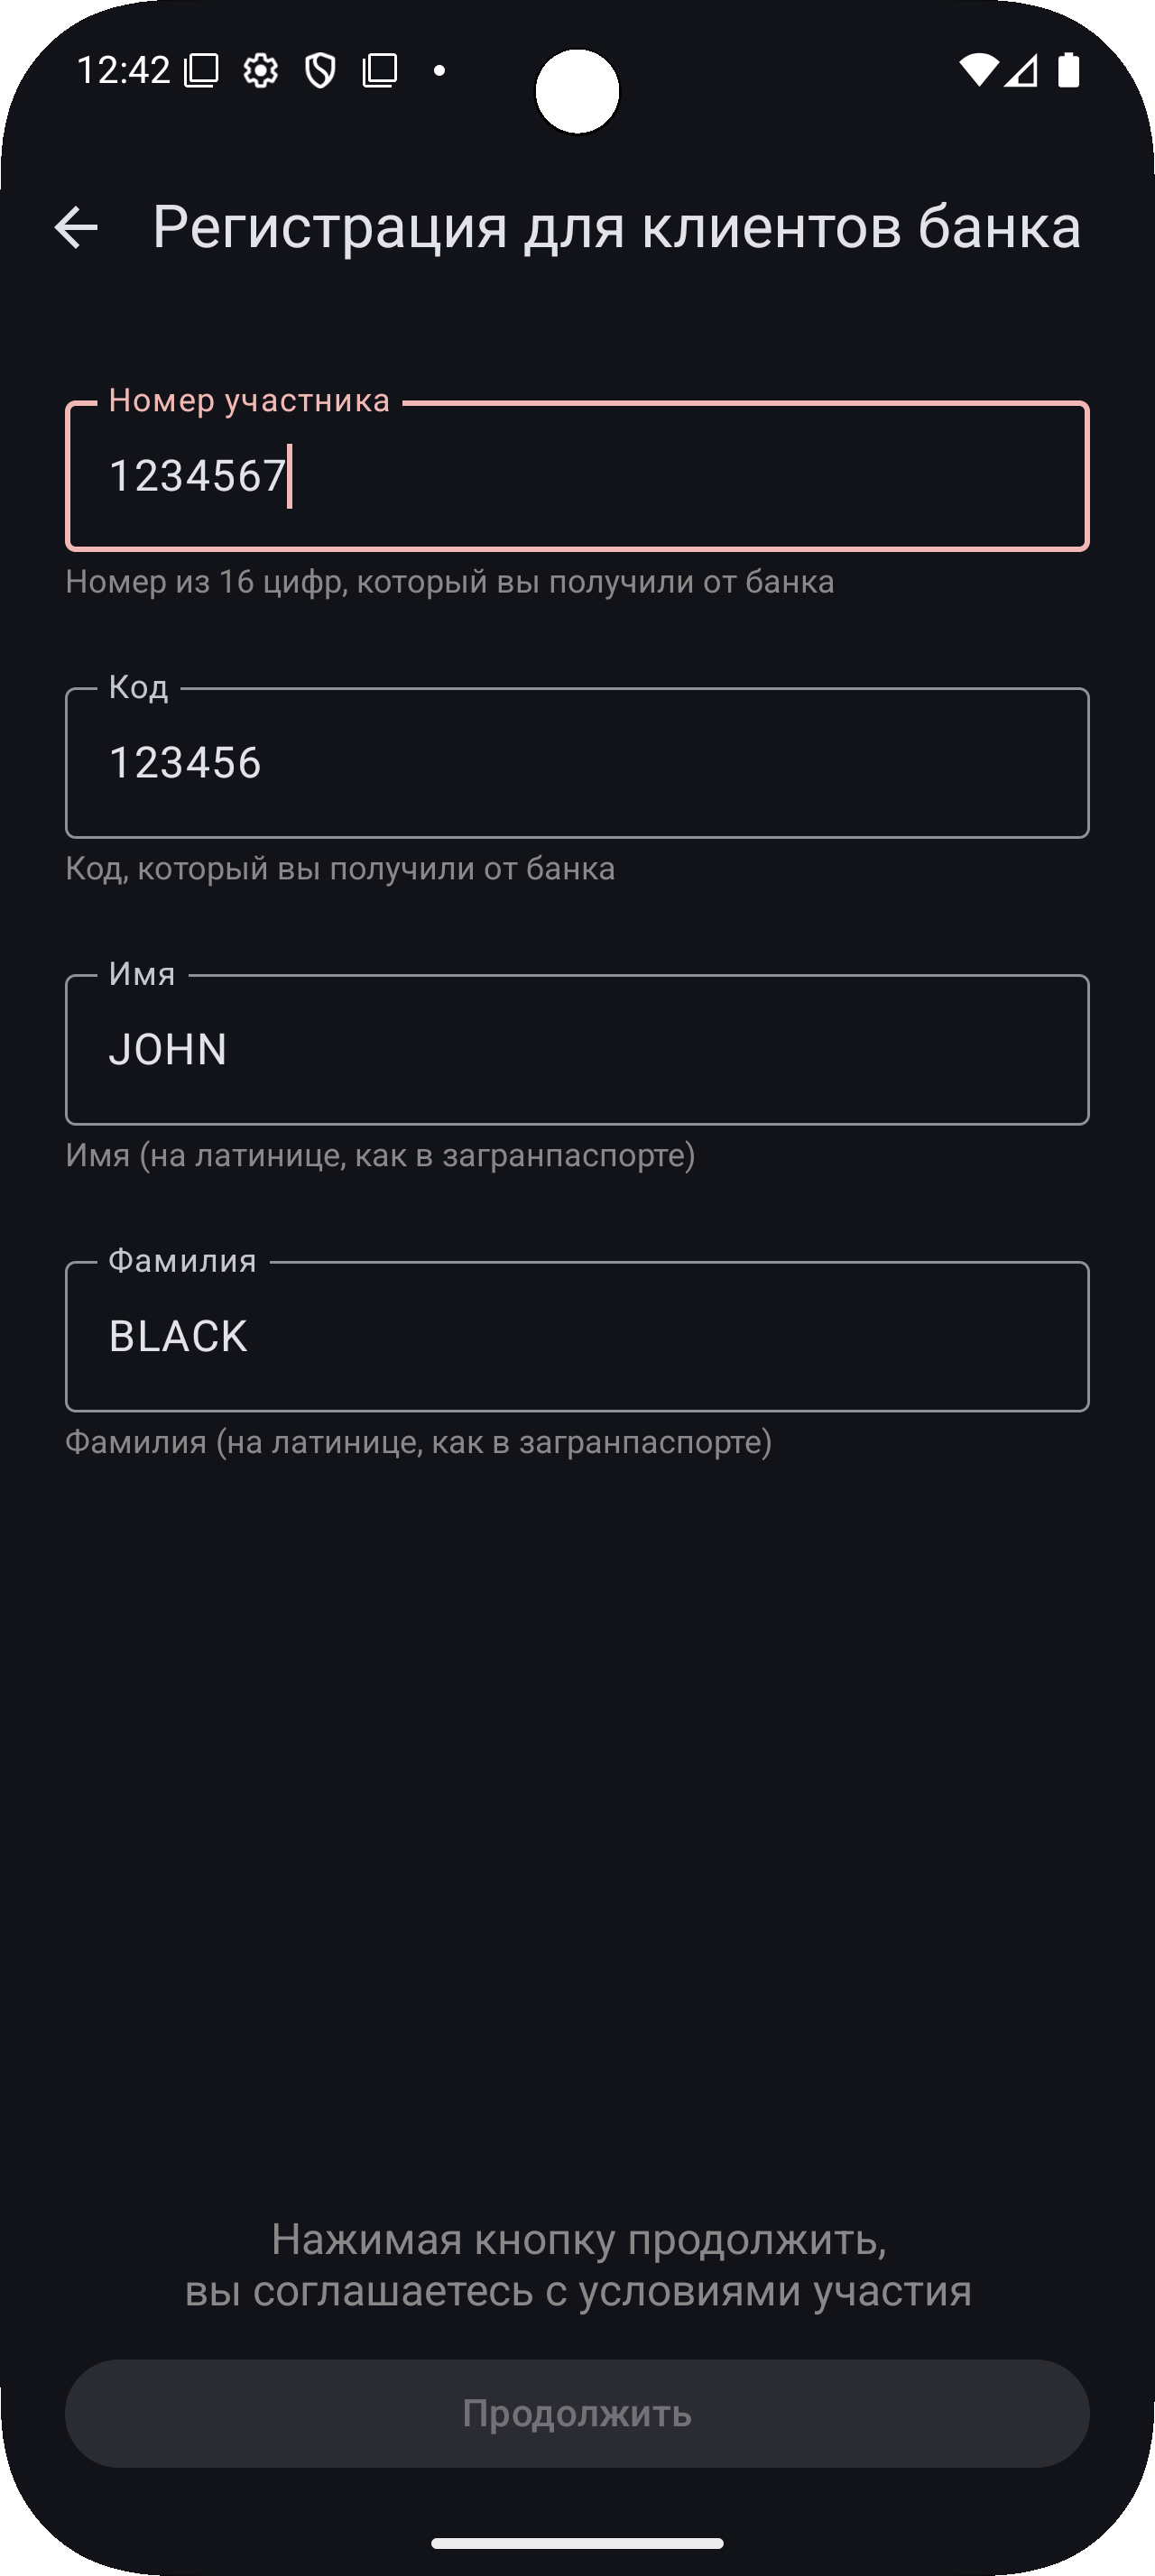 12:42
Регистрация для клиентов банка
Номер участника
1234567
Номер из 16 цифр, который вы получили от банка
Код
123456
Код, который вы получили от банка
Имя
JOHN
Имя (на латинице, как в загранпаспорте)
Фамилия
BLACK
Фамилия (на латинице, как в загранпаспорте)
Нажимая кнопку продолжить,
вы соглашаетесь с условиями участия
Продолжить